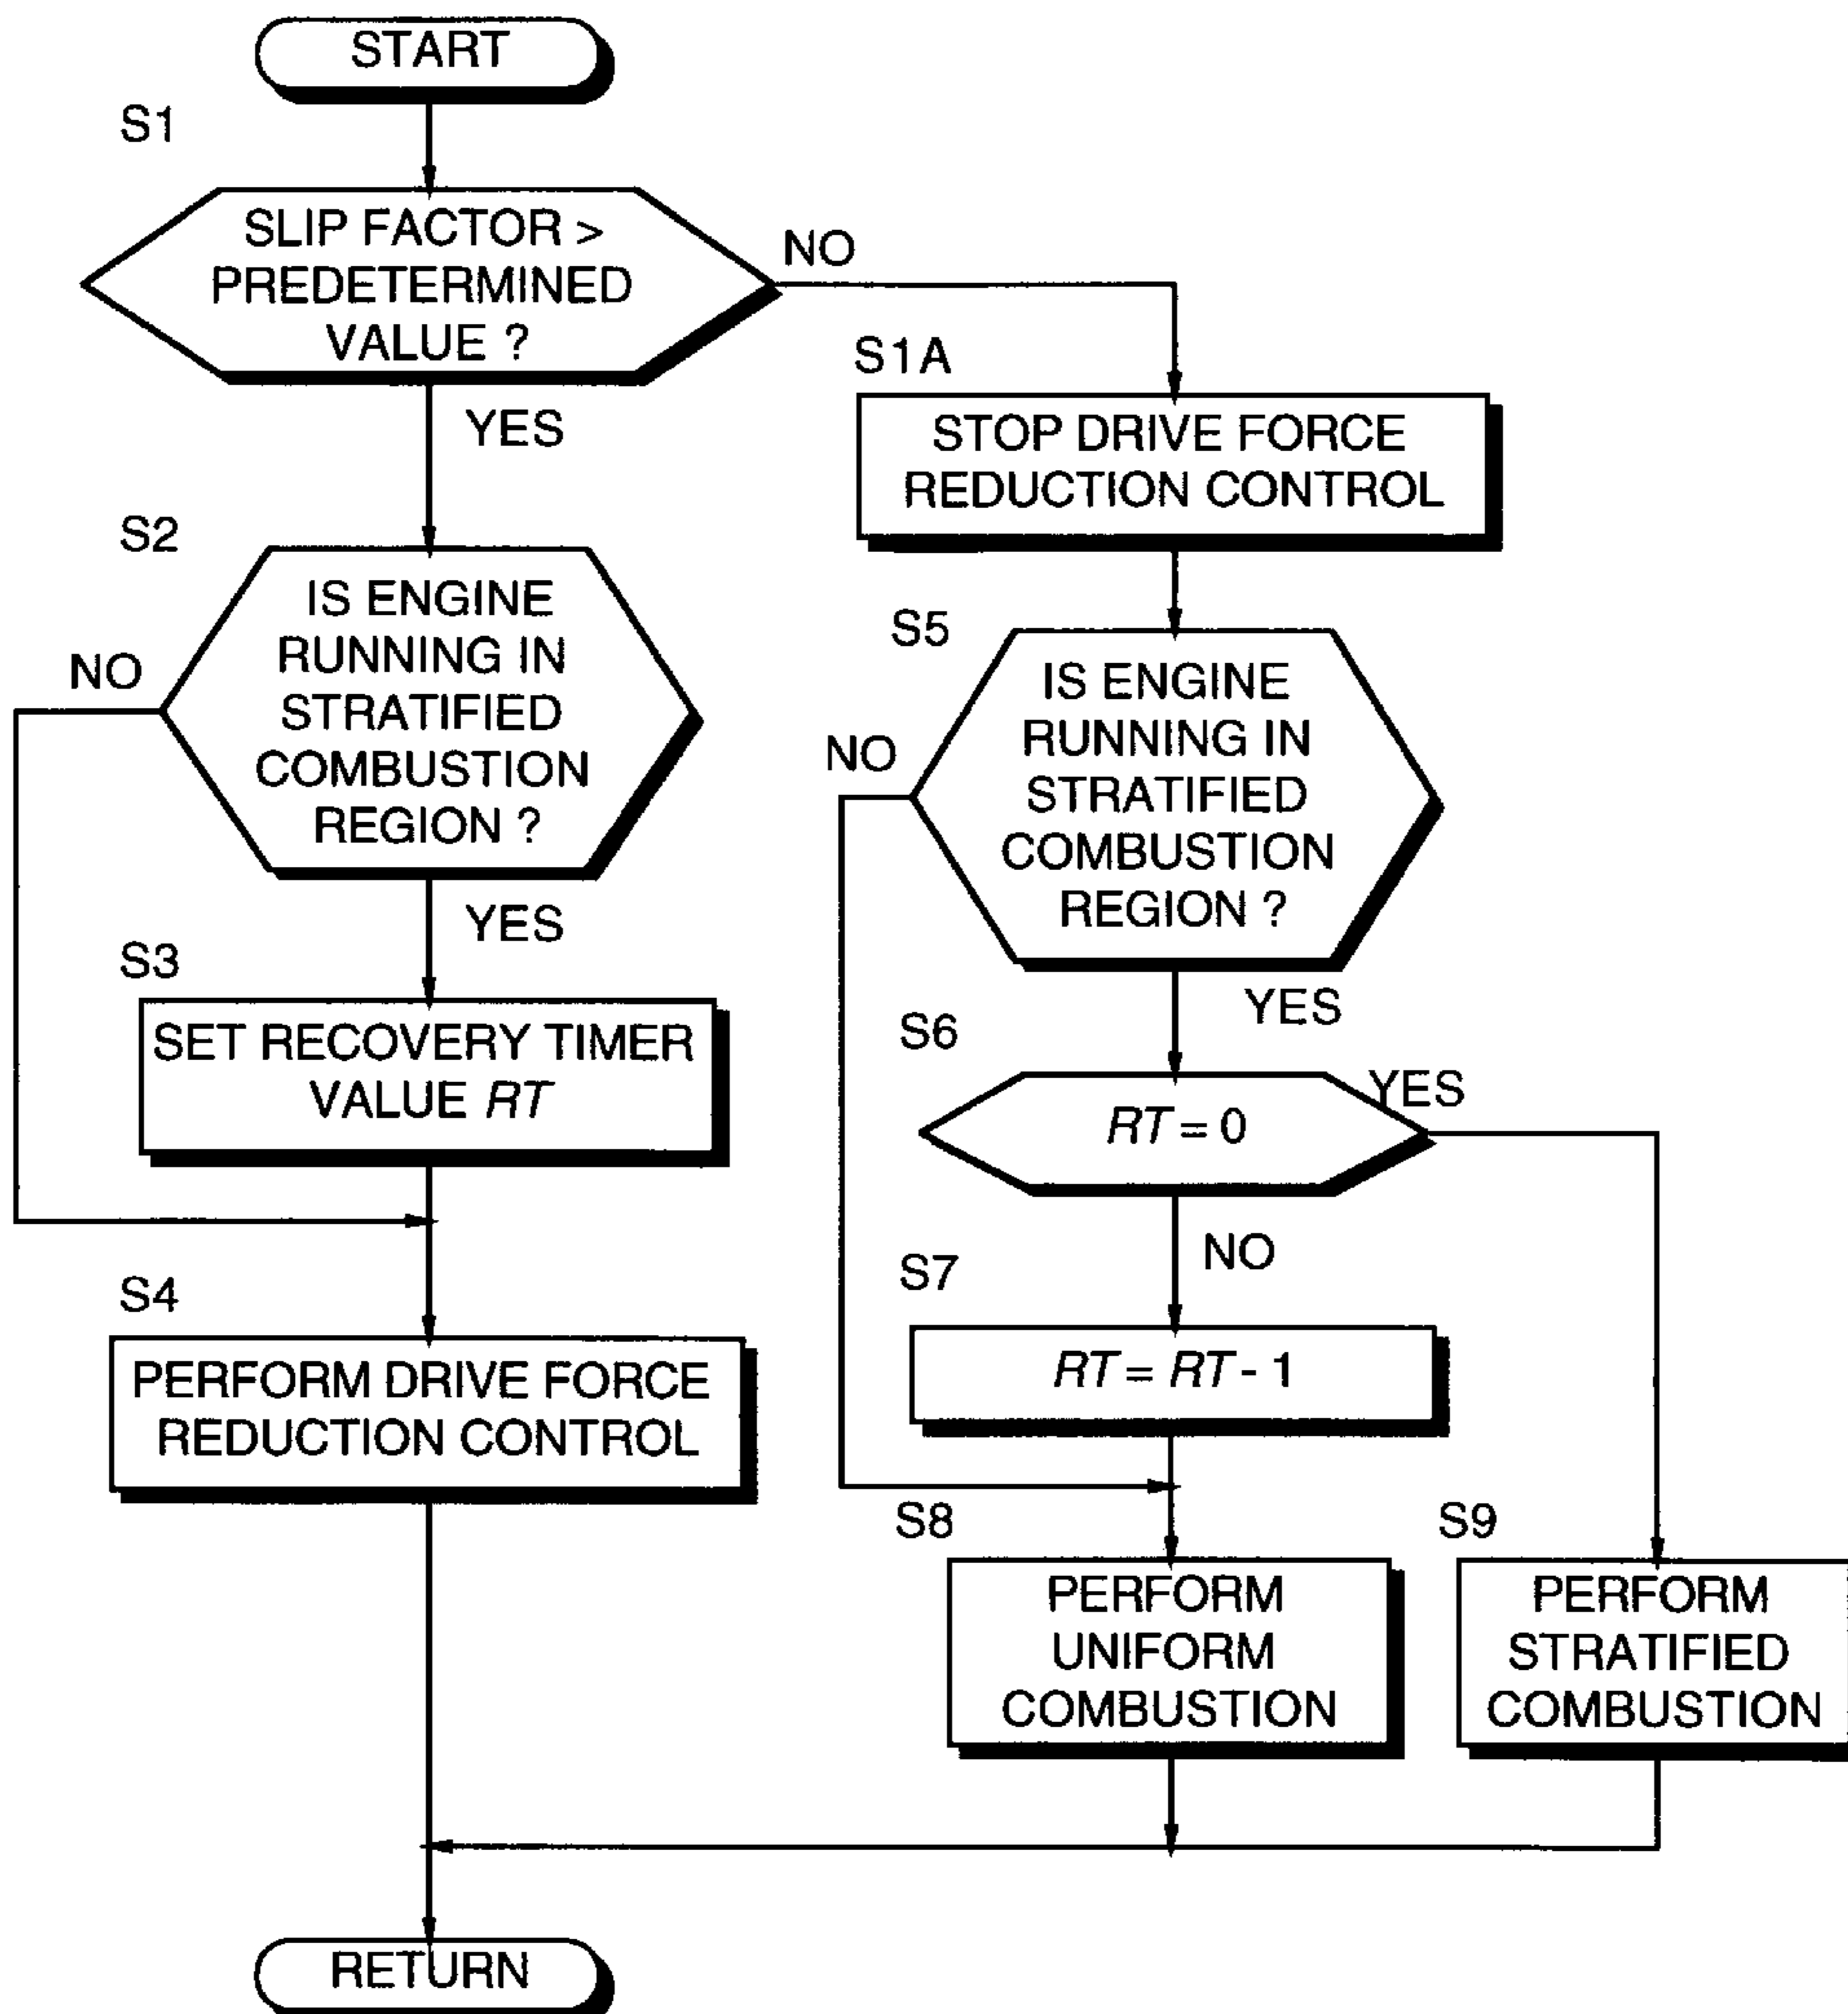 START
S1
SLIP FACTOR >
PREDETERMINED
VALUE ?
NO
YES
S1A
STOP DRIVE FORCE
REDUCTION CONTROL
S2
IS ENGINE
RUNNING IN
STRATIFIED
COMBUSTION
REGION ?
NO
YES
S3
SET RECOVERY TIMER
VALUE RT
S4
PERFORM DRIVE FORCE
REDUCTION CONTROL
S5
IS ENGINE
RUNNING IN
STRATIFIED
COMBUSTION
REGION ?
NO
YES
S6
RT = 0
YES
NO
S7
RT = RT - 1
S8
PERFORM
UNIFORM
COMBUSTION
S9
PERFORM
STRATIFIED
COMBUSTION
RETURN